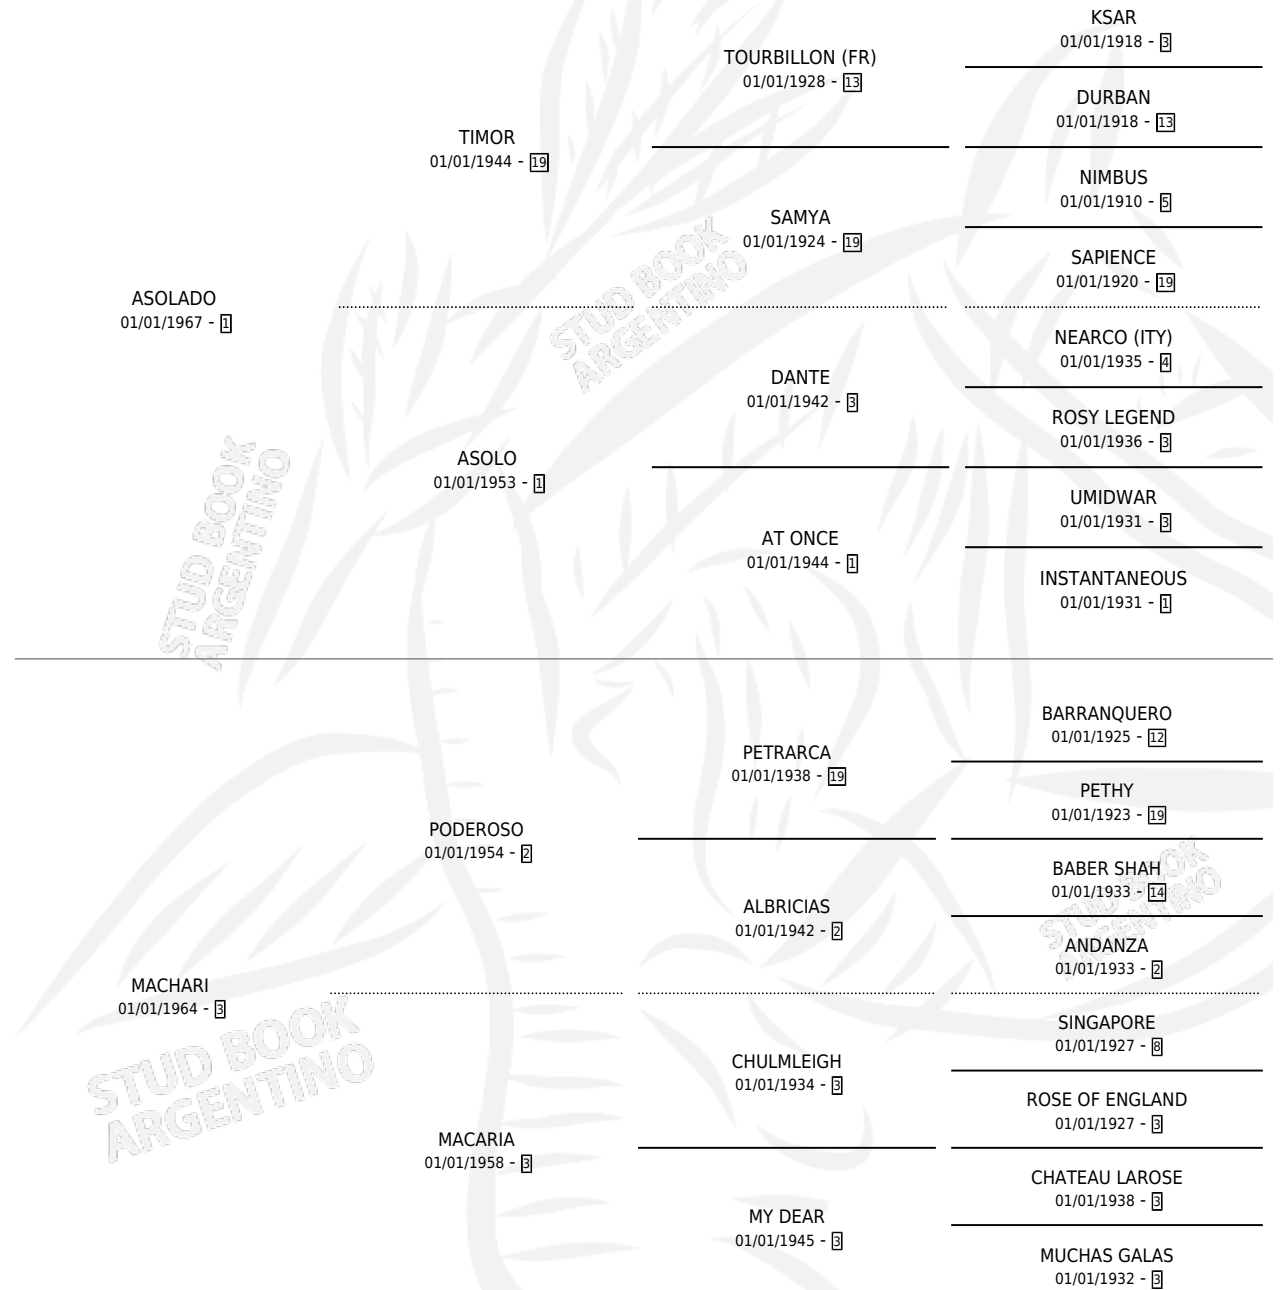 KSAR
01/01/1918 - 3
TOURBILLON (FR)
01/01/1928 - 13
DURBAN
01/01/1918 - 13
TIMOR
01/01/1944 - 19
NIMBUS
01/01/1910 - 5
SAMYA
01/01/1924 - 19
SAPIENCE
01/01/1920 - 19
ASOLADO
01/01/1967 - 1
NEARCO (ITY)
01/01/1935 - 4
DANTE
01/01/1942 - 3
ROSY LEGEND
01/01/1936 - 3
ASOLO
01/01/1953 - 1
UMIDWAR
01/01/1931 - 3
AT ONCE
01/01/1944 - 1
INSTANTANEOUS
01/01/1931 - 1
BARRANQUERO
01/01/1925 - 12
PETRARCA
01/01/1938 - 19
PETHY
01/01/1923 - 19
PODEROSO
01/01/1954 - 2
BABER SHAH
01/01/1933 - 14
ALBRICIAS
01/01/1942 - 2
ANDANZA
01/01/1933 - 2
MACHARI
01/01/1964 - 3
SINGAPORE
01/01/1927 - 8
CHULMLEIGH
01/01/1934 - 3
ROSE OF ENGLAND
01/01/1927 - 3
MACARIA
01/01/1958 - 3
CHATEAU LAROSE
01/01/1938 - 3
MY DEAR
01/01/1945 - 3
MUCHAS GALAS
01/01/1932 - 3
STUD BOOK
ARGENTINO
STUD BOOK
ARGENTINO
STUD BOOK
ARGENTINO
STUD BOOK
ARGENTINO